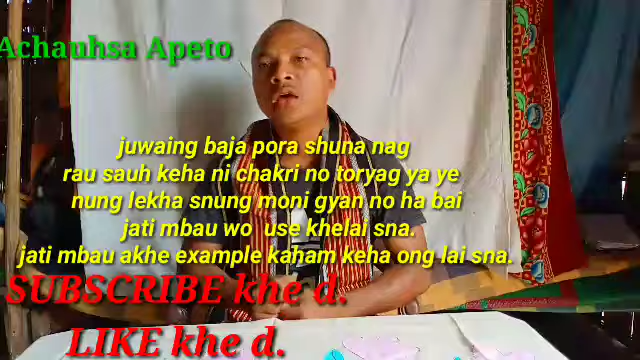 Achauhsa Apeto
juwaing baja pora shuna nag
rau sauh keha ni chakri no toryag ya ye
nung lekha snung moni gyan no ha bai
jati mbau wo use khelai sna.
jati mbau akhe example kaham keha ong lai sna.
SUBSCRIBE khe d.
LIKE khe d.